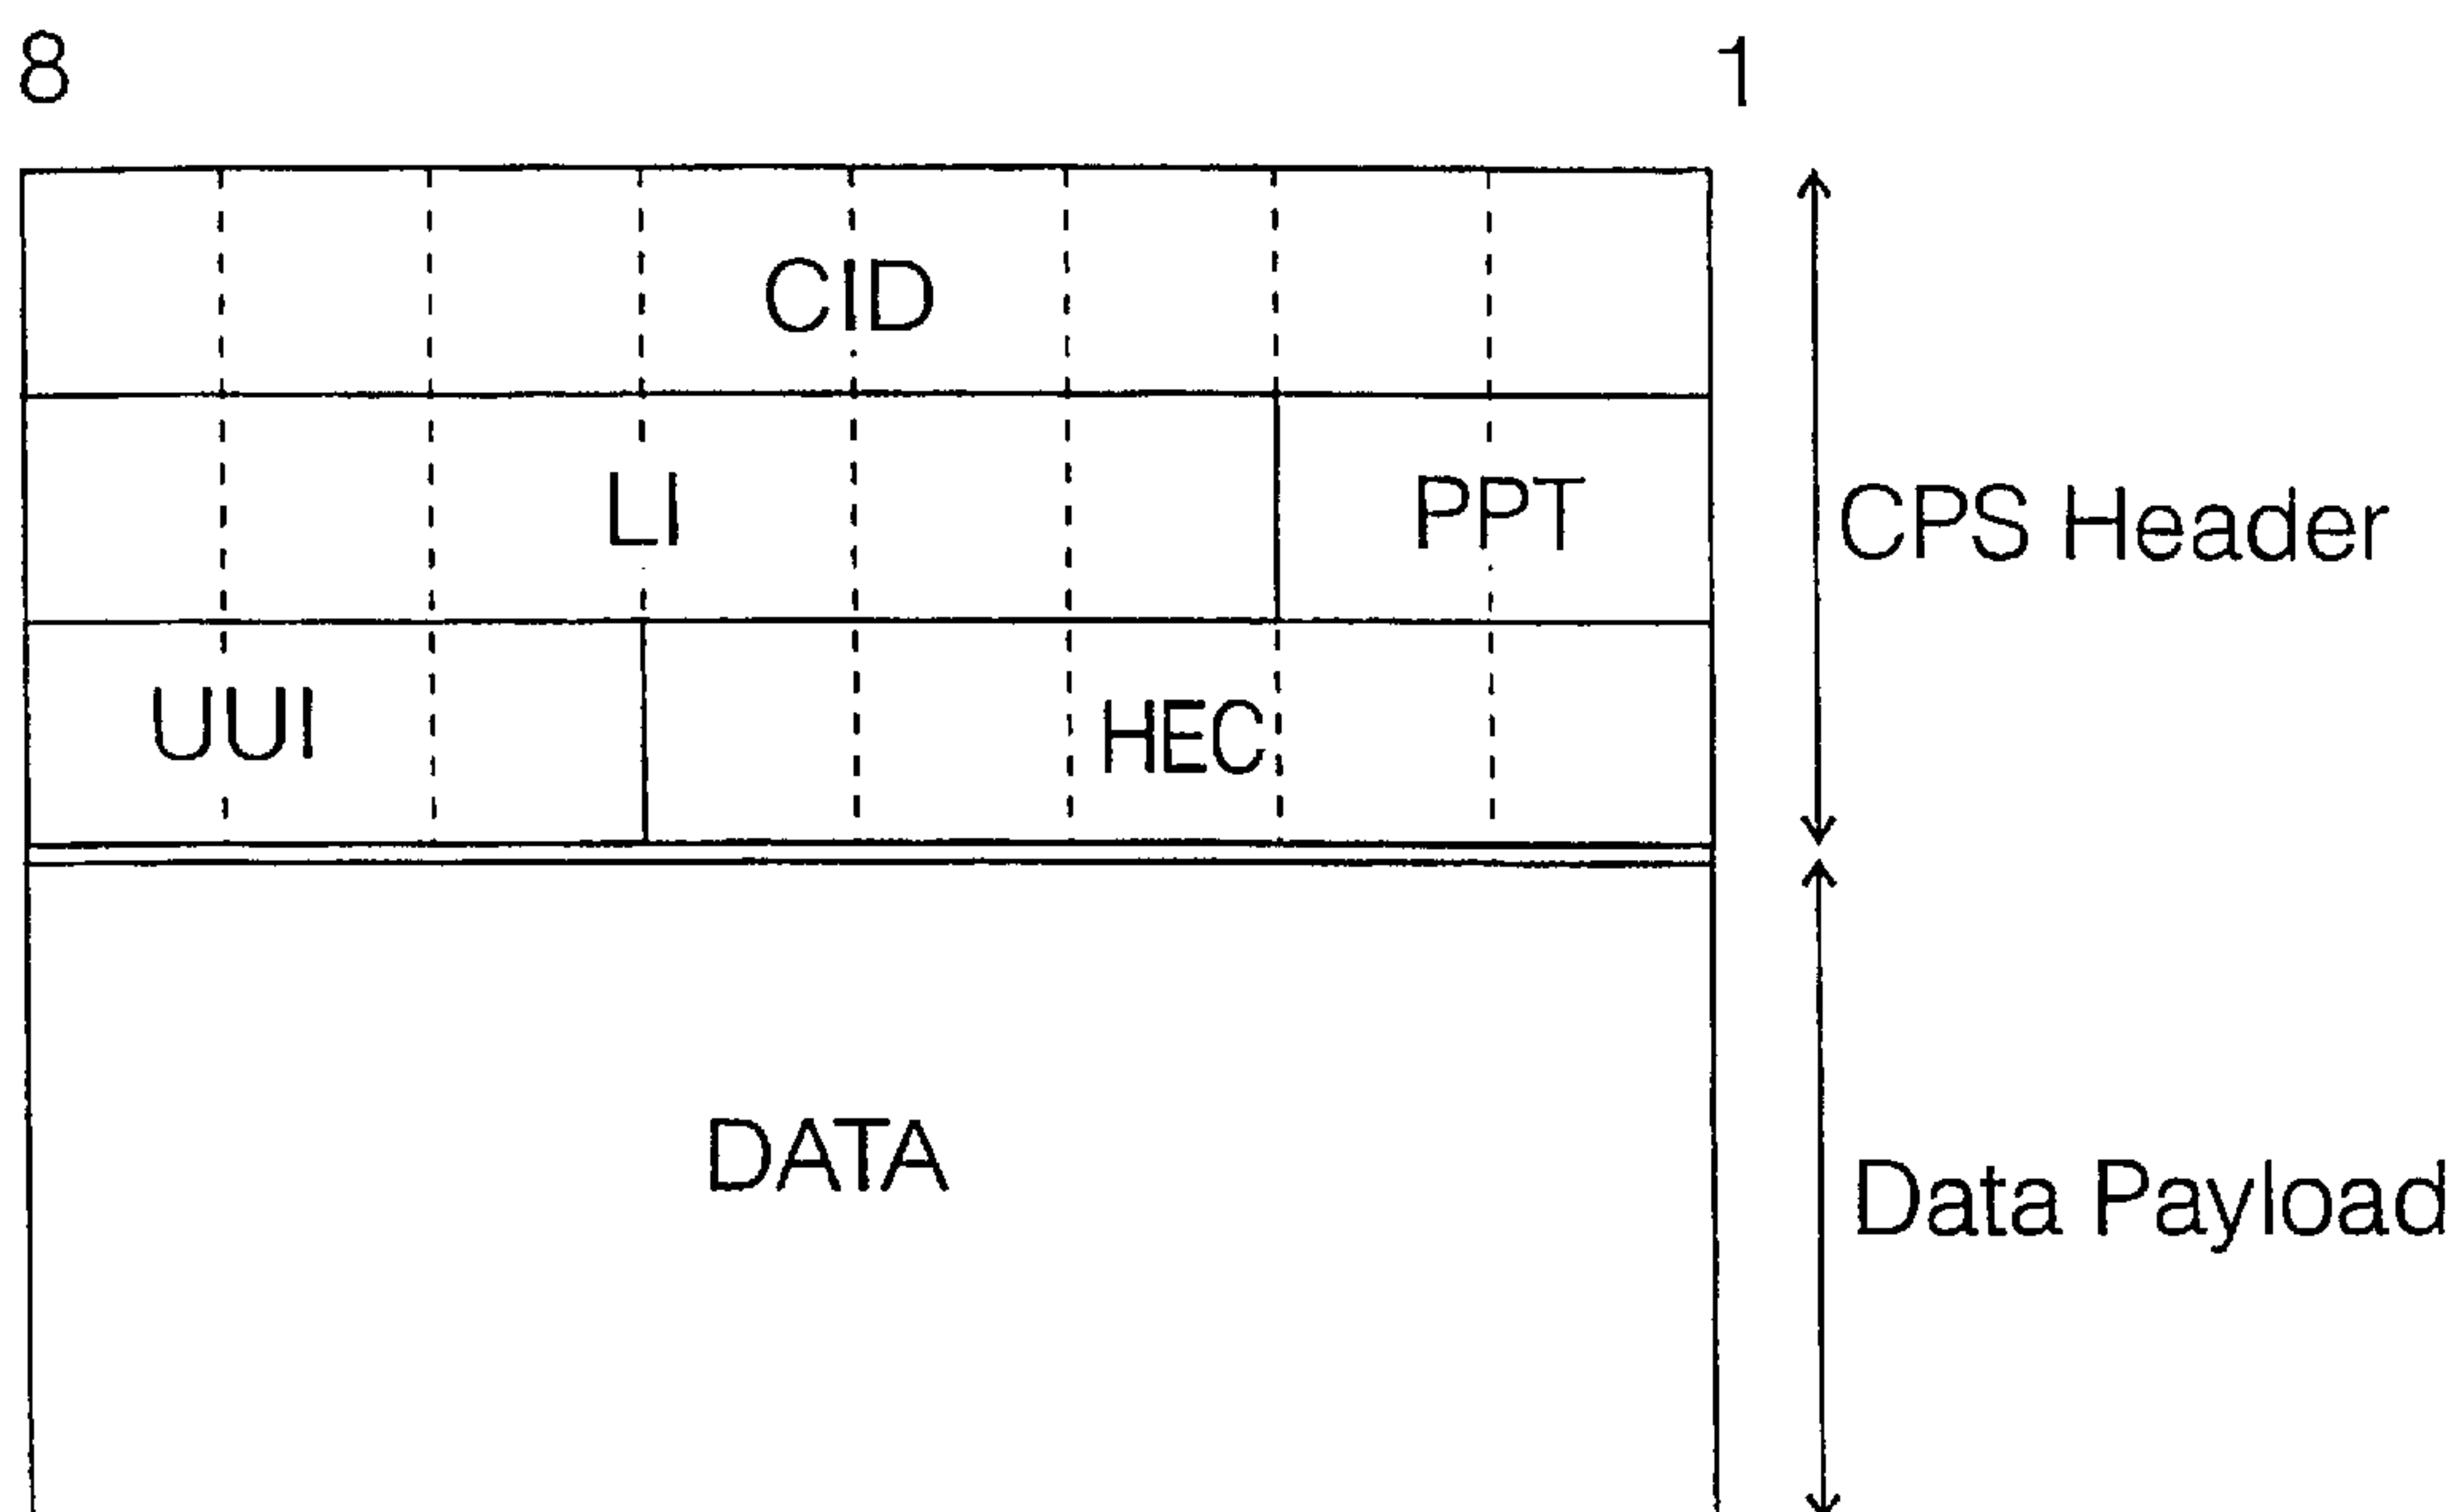 8 1
CID
LI PPT CPS Header
UUI HEC
DATA
Data Payload